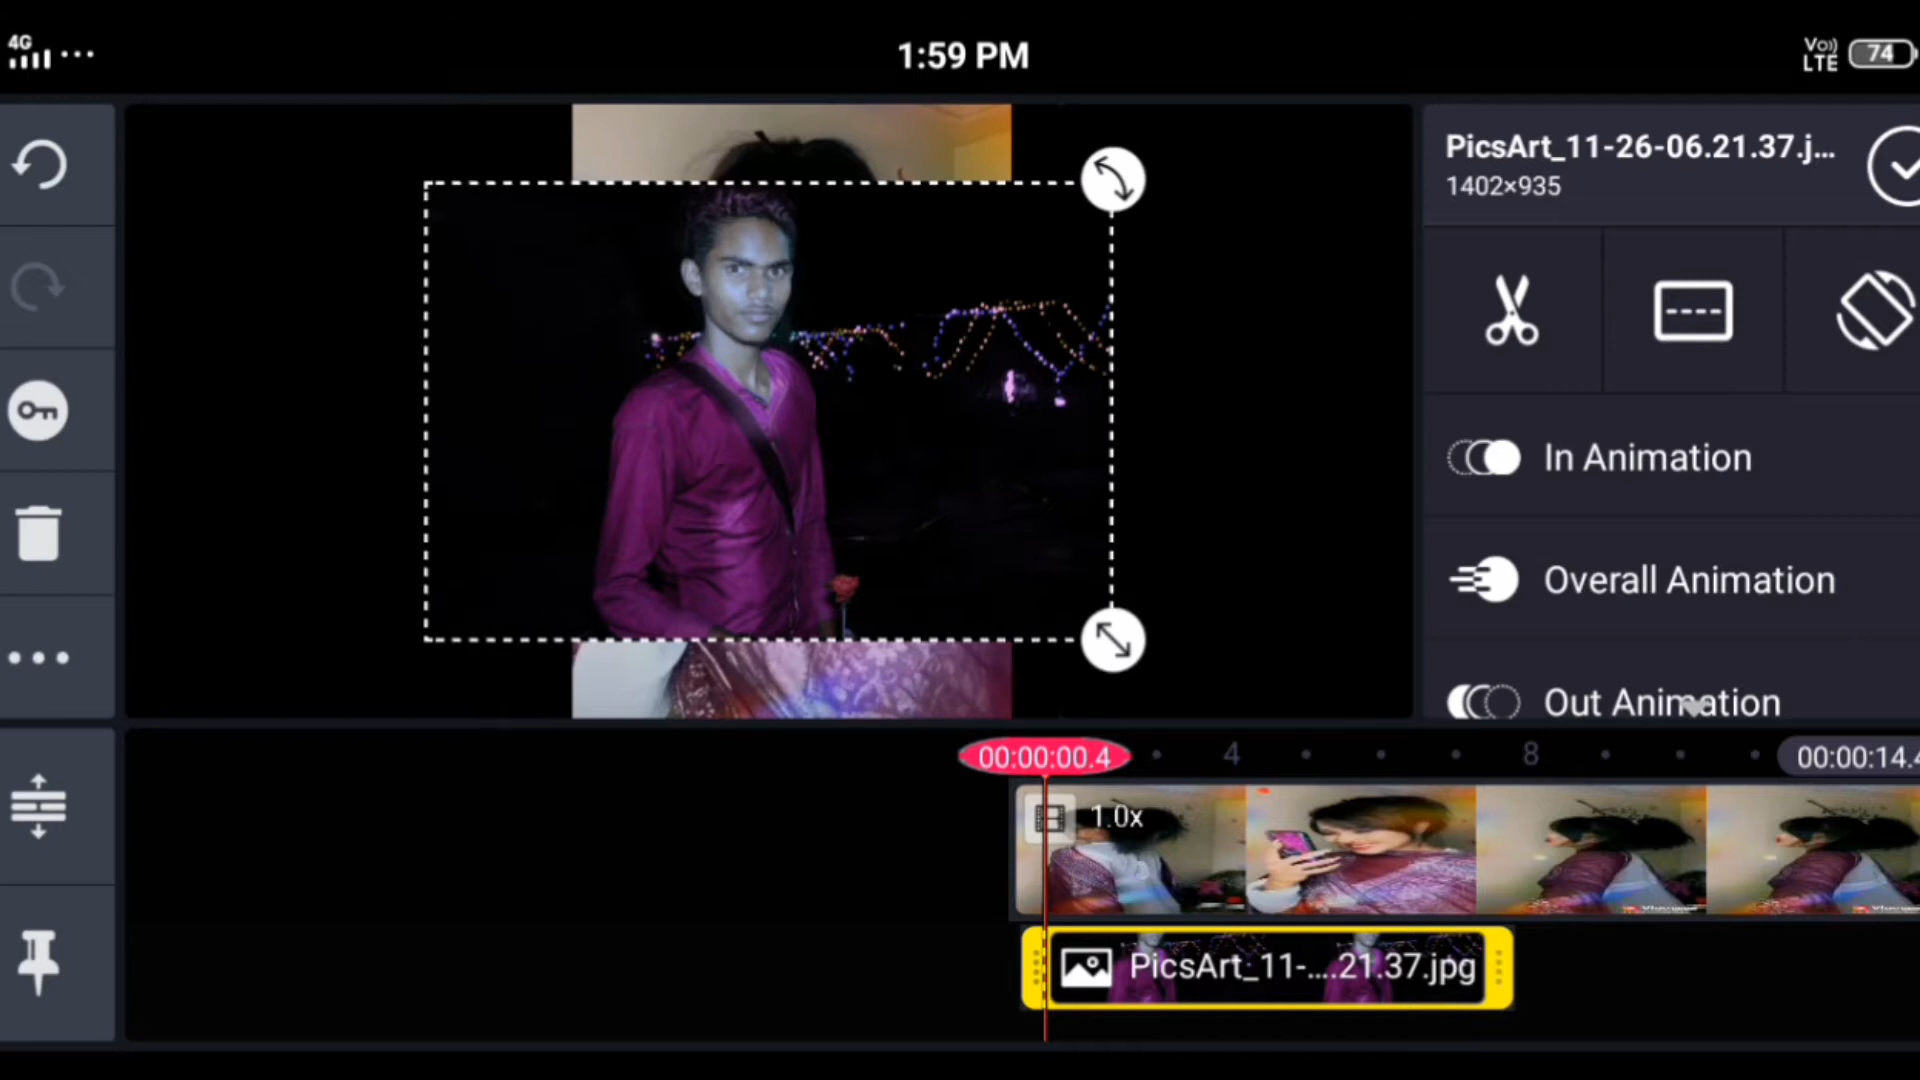 4G
1:59 PM
Vo))
LTE
74
PicsArt_11-26-06.21.37.j...
1402×935
In Animation
Overall Animation
Out Animation
00:00:00.4
4
8
00:00:14.4
1.0x
PicsArt_11-....21.37.jpg